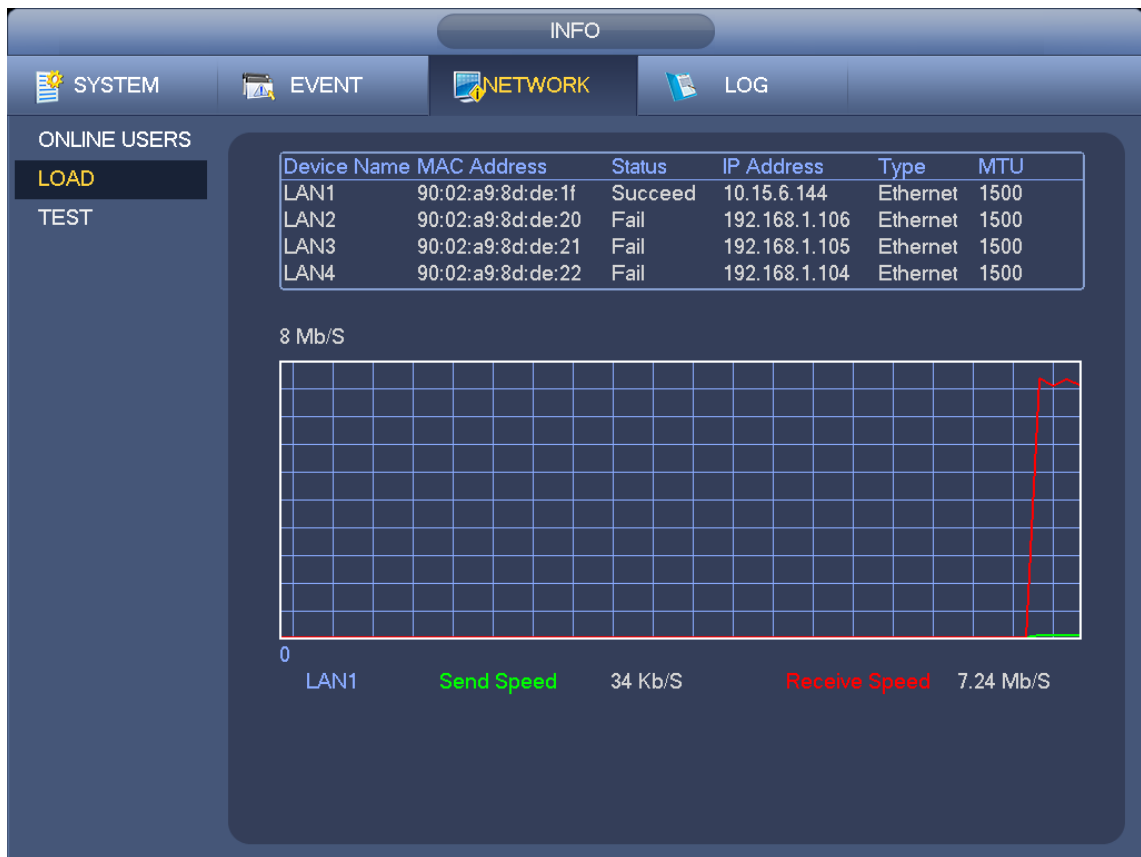 INFO
SYSTEM EVENT NETWORK LOG
ONLINE USERS
LOAD
TEST
Device Name MAC Address Status IP Address Type MTU
LAN1 90:02:a9:8d:de:1f Succeed 10.15.6.144 Ethernet 1500
LAN2 90:02:a9:8d:de:20 Fail 192.168.1.106 Ethernet 1500
LAN3 90:02:a9:8d:de:21 Fail 192.168.1.105 Ethernet 1500
LAN4 90:02:a9:8d:de:22 Fail 192.168.1.104 Ethernet 1500
8 Mb/S
0
LAN1 Send Speed 34 Kb/S Receive Speed 7.24 Mb/S